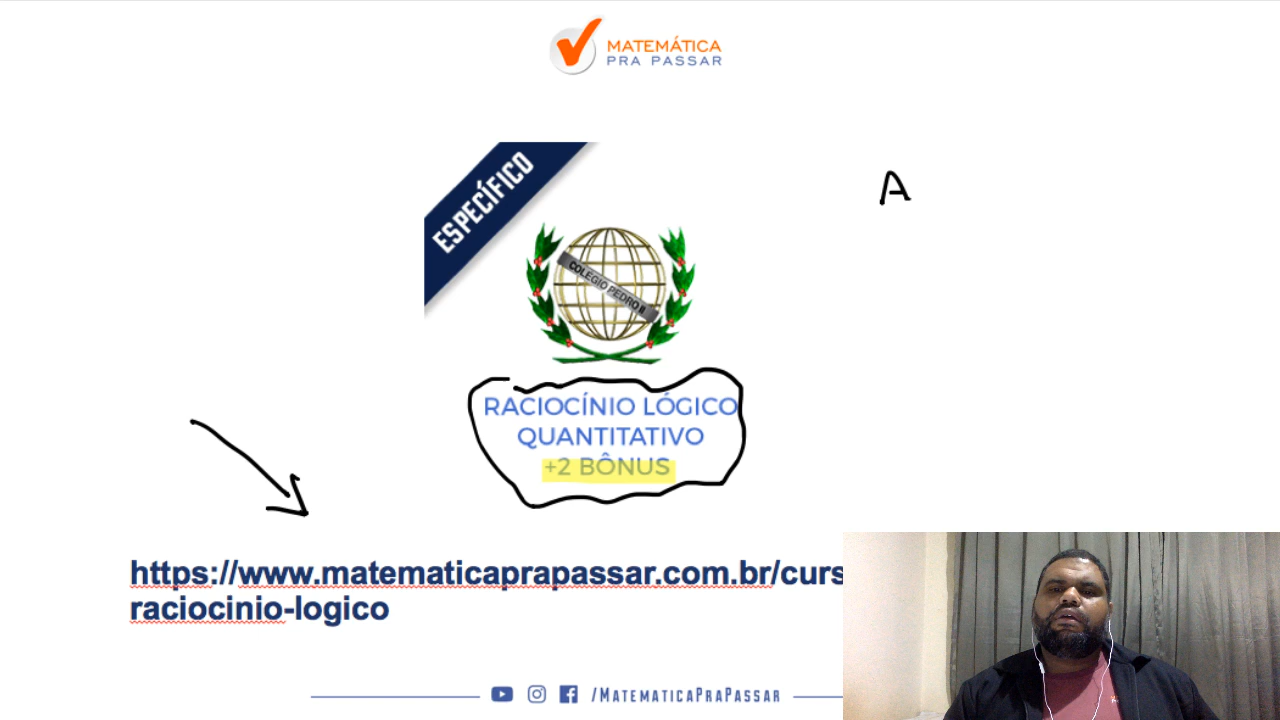 MATEMÁTICA
PRA PASSAR
ESPECÍFICO
A
COLEGIO PEDRO II
RACIOCÍNIO LÓGICO
QUANTITATIVO
+2 BÔNUS
https://www.matematicaprapassar.com.br/curs
raciocinio-logico
/MATEMATICAPRAPASSAR